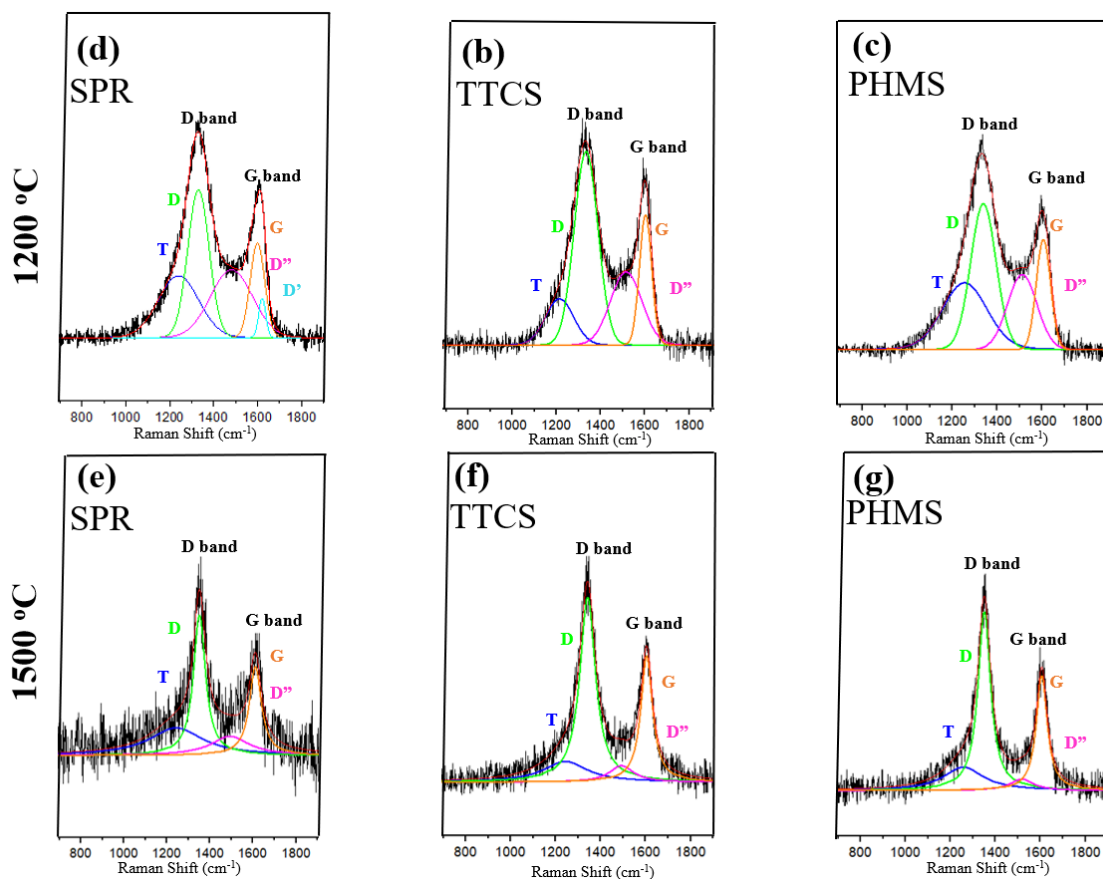 1200 °C
(d)
SPR
D band
G band
D
G
T
D”
D’
800 1000 1200 1400 1600 1800
Raman Shift (cm-1)
(b)
TTCS
D band
G band
D
G
T
D”
800 1000 1200 1400 1600 1800
Raman Shift (cm-1)
(c)
PHMS
D band
G band
D
G
T
D”
800 1000 1200 1400 1600 1800
Raman Shift (cm-1)
1500 °C
(e)
SPR
D band
G band
D
G
T
D”
800 1000 1200 1400 1600 1800
Raman Shift (cm-1)
(f)
TTCS
D band
G band
D
G
T
D”
800 1000 1200 1400 1600 1800
Raman Shift (cm-1)
(g)
PHMS
D band
G band
D
G
T
D”
800 1000 1200 1400 1600 1800
Raman Shift (cm-1)